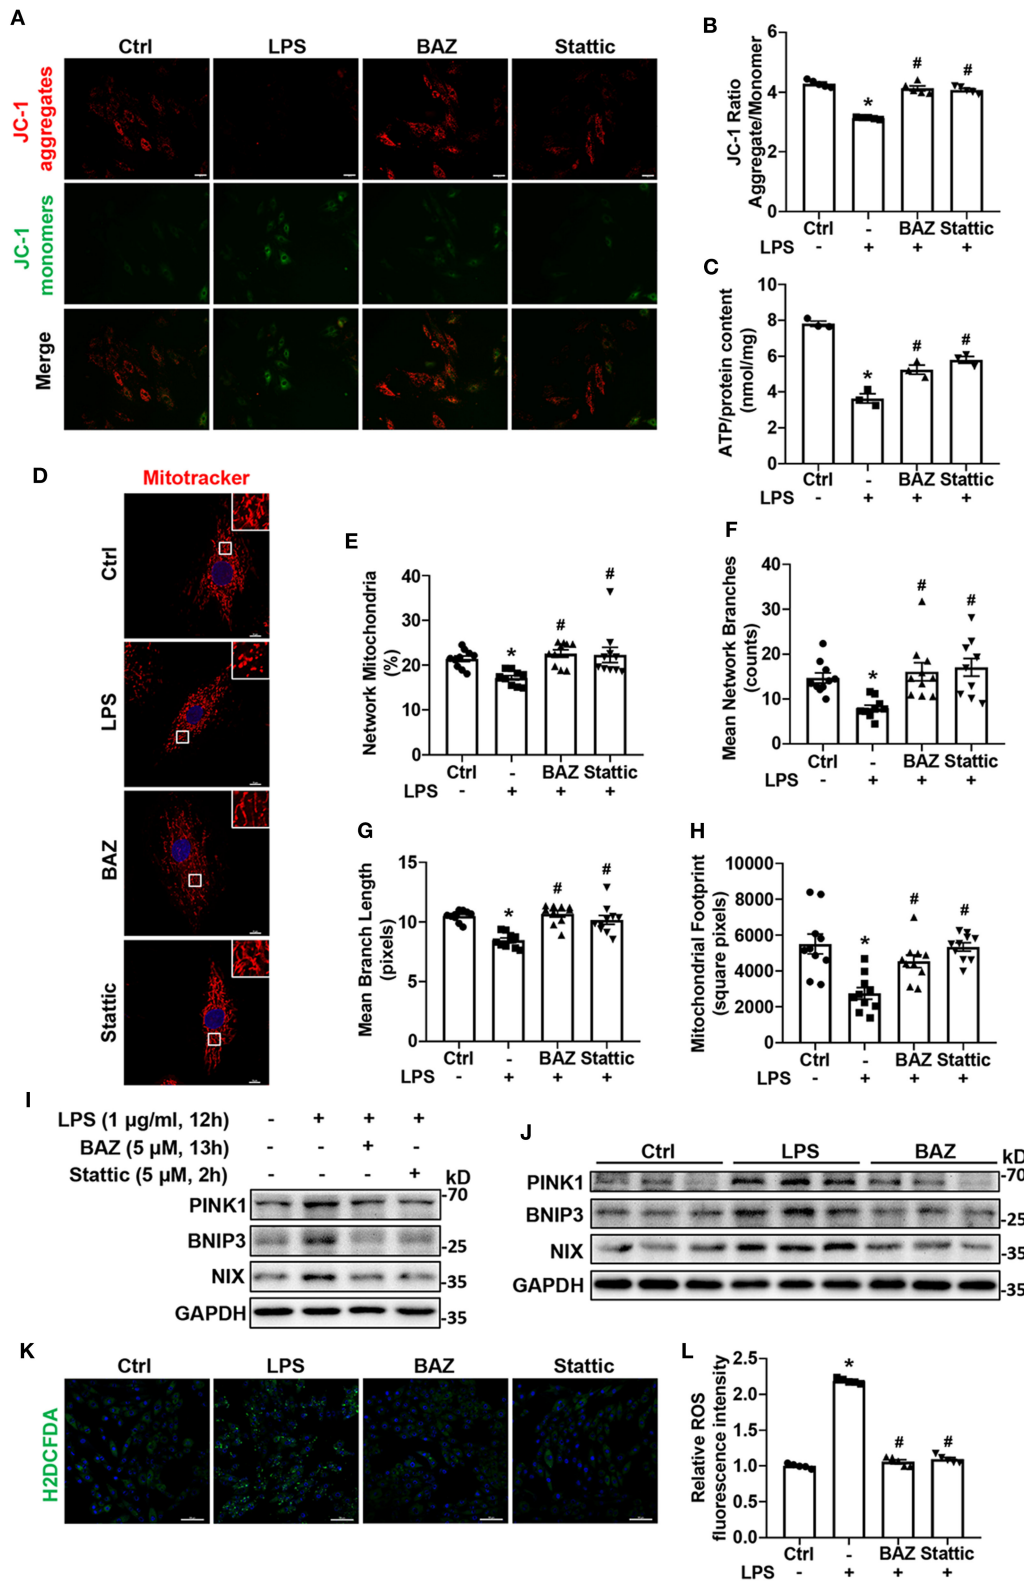 A
Ctrl LPS BAZ Stattic
JC-1 aggregates
JC-1 monomers
Merge
B
JC-1 Ratio
Aggregate/Monomer
6
4
2
0
* # #
Ctrl - BAZ Stattic
LPS - + + +
C
ATP/protein content
(nmol/mg)
10
8
6
4
2
0
* # #
Ctrl - BAZ Stattic
LPS - + + +
D
Mitotracker
Ctrl
LPS
BAZ
Stattic
E
Network Mitochondria
(%)
40
30
20
10
0
* # #
Ctrl - BAZ Stattic
LPS - + + +
F
Mean Network Branches
(counts)
40
30
20
10
0
* # #
Ctrl - BAZ Stattic
LPS - + + +
G
Mean Branch Length
(pixels)
15
10
5
0
* # #
Ctrl - BAZ Stattic
LPS - + + +
H
Mitochondrial Footprint
(square pixels)
10000
8000
6000
4000
2000
0
* # #
Ctrl - BAZ Stattic
LPS - + + +
I
LPS (1 μg/ml, 12h) - + + +
BAZ (5 μM, 13h) - - + -
Stattic (5 μM, 2h) - - - + kD
PINK1 -70
BNIP3 -25
NIX -35
GAPDH -35
J
Ctrl LPS BAZ kD
PINK1 -70
BNIP3 -25
NIX -35
GAPDH -35
K
Ctrl LPS BAZ Stattic
H2DCFDA
L
Relative ROS
fluorescence intensity
2.5
2.0
1.5
1.0
0.5
0.0
* # #
Ctrl - BAZ Stattic
LPS - + + +